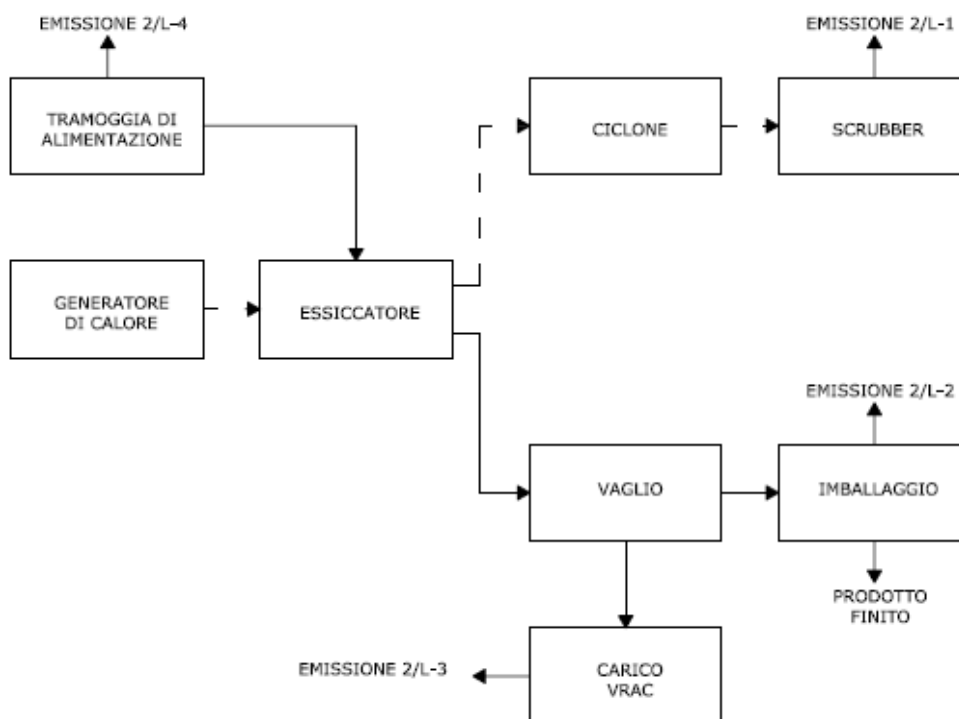 EMISSIONE 2/L-4
EMISSIONE 2/L-1
TRAMOGGIA DI
ALIMENTAZIONE
CICLONE
SCRUBBER
GENERATORE
DI CALORE
ESSICCATORE
EMISSIONE 2/L-2
VAGLIO
IMBALLAGGIO
PRODOTTO
FINITO
EMISSIONE 2/L-3
CARICO
VRAC